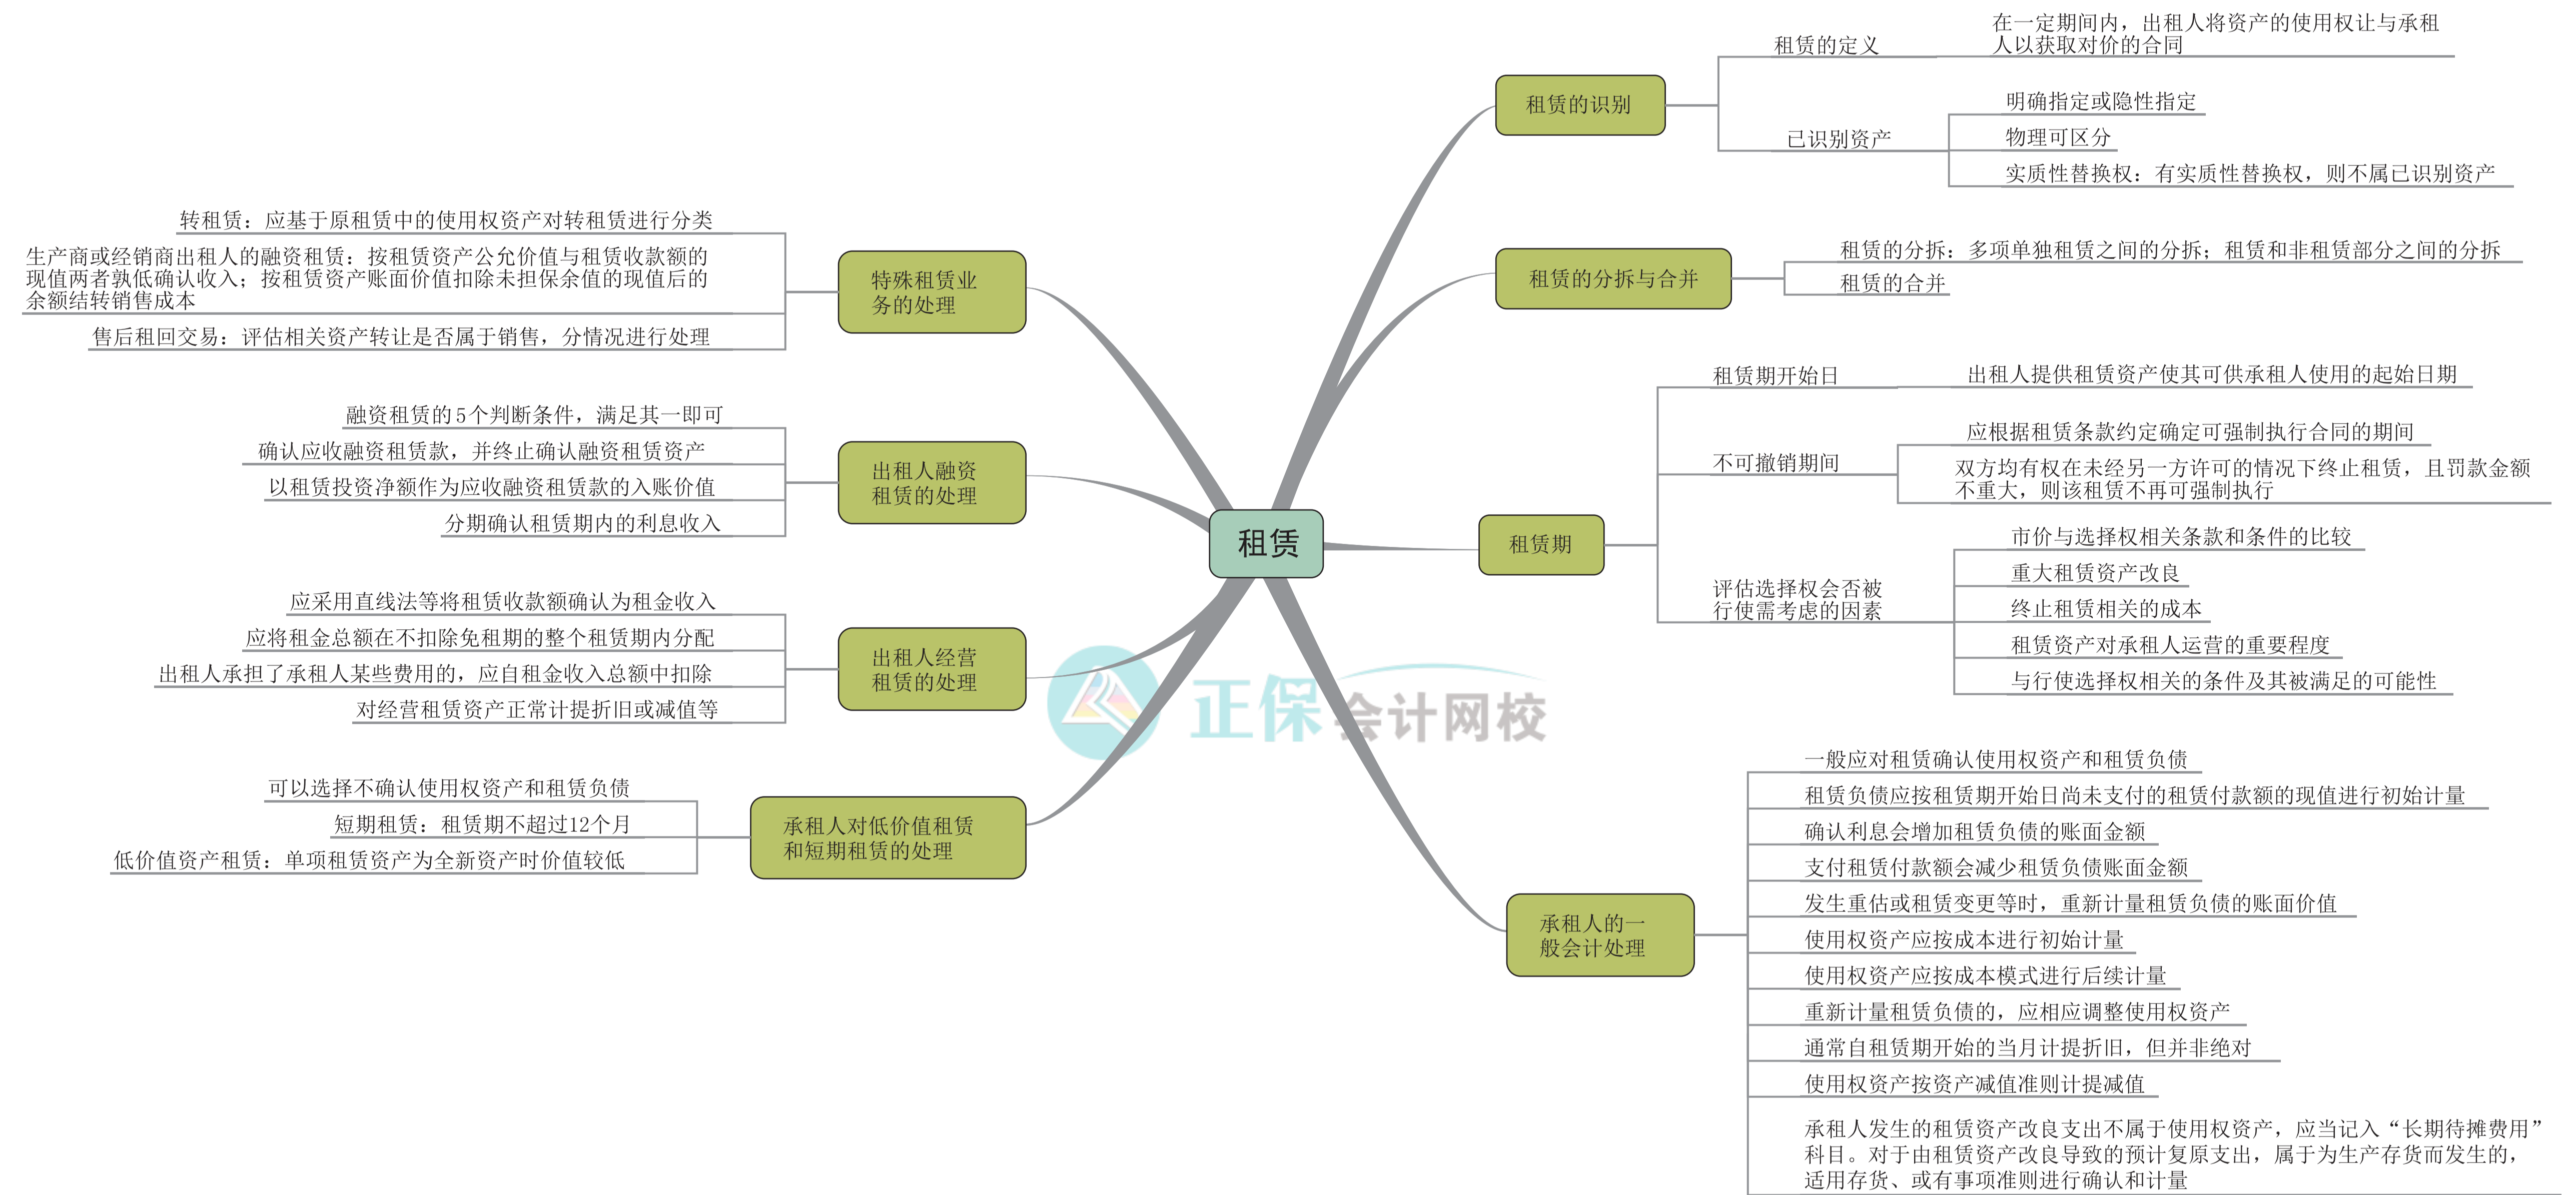 租赁
租赁的识别
租赁的定义
在一定期间内，出租人将资产的使用权让与承租
人以获取对价的合同
已识别资产
明确指定或隐性指定
物理可区分
实质性替换权：有实质性替换权，则不属已识别资产
租赁的分拆与合并
租赁的分拆：多项单独租赁之间的分拆；租赁和非租赁部分之间的分拆
租赁的合并
租赁期
租赁期开始日
出租人提供租赁资产使其可供承租人使用的起始日期
不可撤销期间
应根据租赁条款约定确定可强制执行合同的期间
双方均有权在未经另一方许可的情况下终止租赁，且罚款金额
不重大，则该租赁不再可强制执行
评估选择权会否被
行使需考虑的因素
市价与选择权相关条款和条件的比较
重大租赁资产改良
终止租赁相关的成本
租赁资产对承租人运营的重要程度
与行使选择权相关的条件及其被满足的可能性
承租人的一
般会计处理
一般应对租赁确认使用权资产和租赁负债
租赁负债应按租赁期开始日尚未支付的租赁付款额的现值进行初始计量
确认利息会增加租赁负债的账面金额
支付租赁付款额会减少租赁负债账面金额
发生重估或租赁变更等时，重新计量租赁负债的账面价值
使用权资产应按成本进行初始计量
使用权资产应按成本模式进行后续计量
重新计量租赁负债的，应相应调整使用权资产
通常自租赁期开始的当月计提折旧，但并非绝对
使用权资产按资产减值准则计提减值
承租人发生的租赁资产改良支出不属于使用权资产，应当记入“长期待摊费用”
科目。对于由租赁资产改良导致的预计复原支出，属于为生产存货而发生的，
适用存货、或有事项准则进行确认和计量
特殊租赁业
务的处理
转租赁：应基于原租赁中的使用权资产对转租赁进行分类
生产商或经销商出租人的融资租赁：按租赁资产公允价值与租赁收款额的
现值两者孰低确认收入；按租赁资产账面价值扣除未担保余值的现值后的
余额结转销售成本
售后租回交易：评估相关资产转让是否属于销售，分情况进行处理
出租人融资
租赁的处理
融资租赁的5个判断条件，满足其一即可
确认应收融资租赁款，并终止确认融资租赁资产
以租赁投资净额作为应收融资租赁款的入账价值
分期确认租赁期内的利息收入
出租人经营
租赁的处理
应采用直线法等将租赁收款额确认为租金收入
应将租金总额在不扣除免租期的整个租赁期内分配
出租人承担了承租人某些费用的，应自租金收入总额中扣除
对经营租赁资产正常计提折旧或减值等
承租人对低价值租赁
和短期租赁的处理
可以选择不确认使用权资产和租赁负债
短期租赁：租赁期不超过12个月
低价值资产租赁：单项租赁资产为全新资产时价值较低
正保会计网校